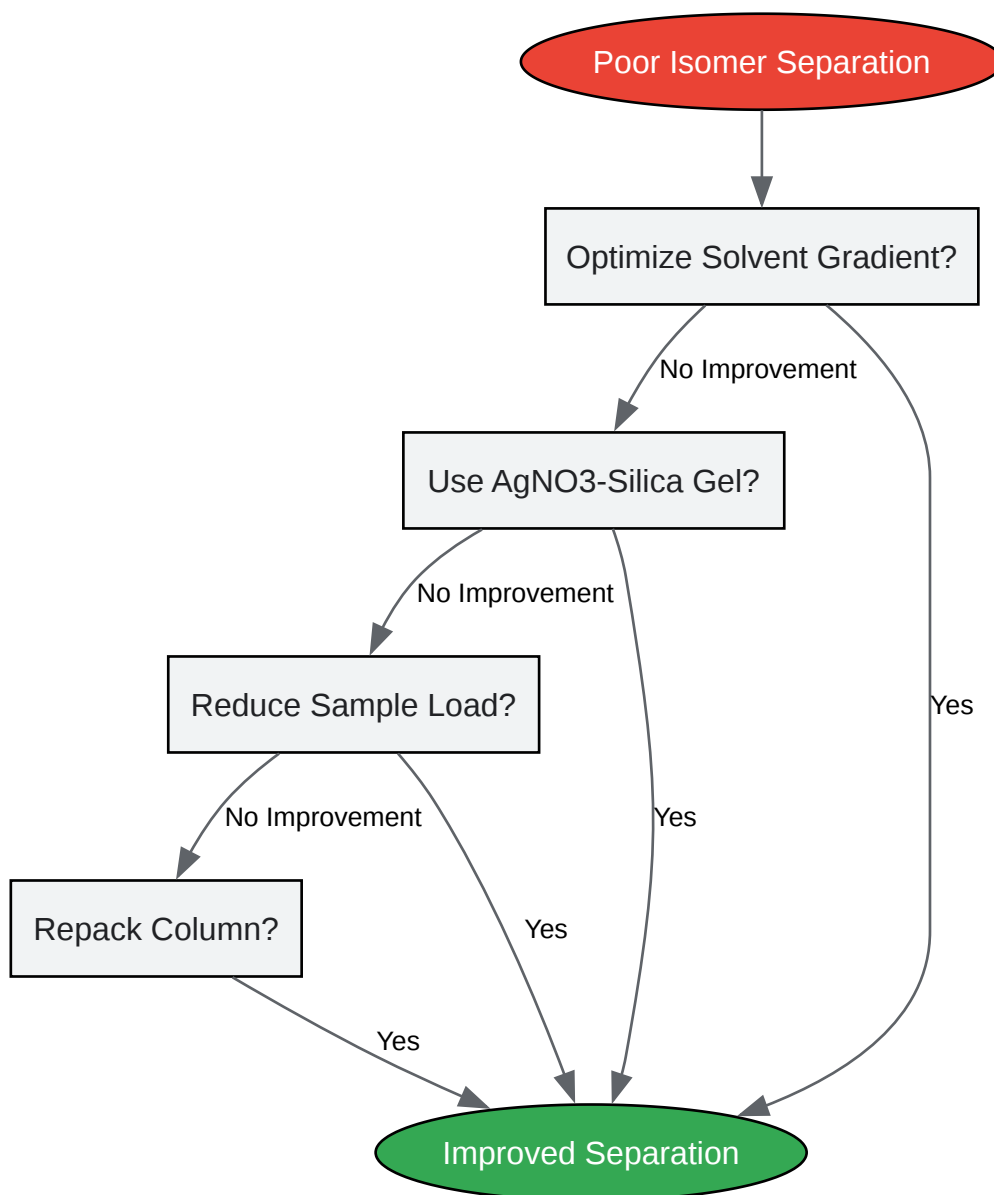 Poor Isomer Separation
Optimize Solvent Gradient?
No Improvement
Use AgNO3-Silica Gel?
No Improvement
Reduce Sample Load?
Yes
No Improvement
Yes
Repack Column?
Yes
Yes
Improved Separation